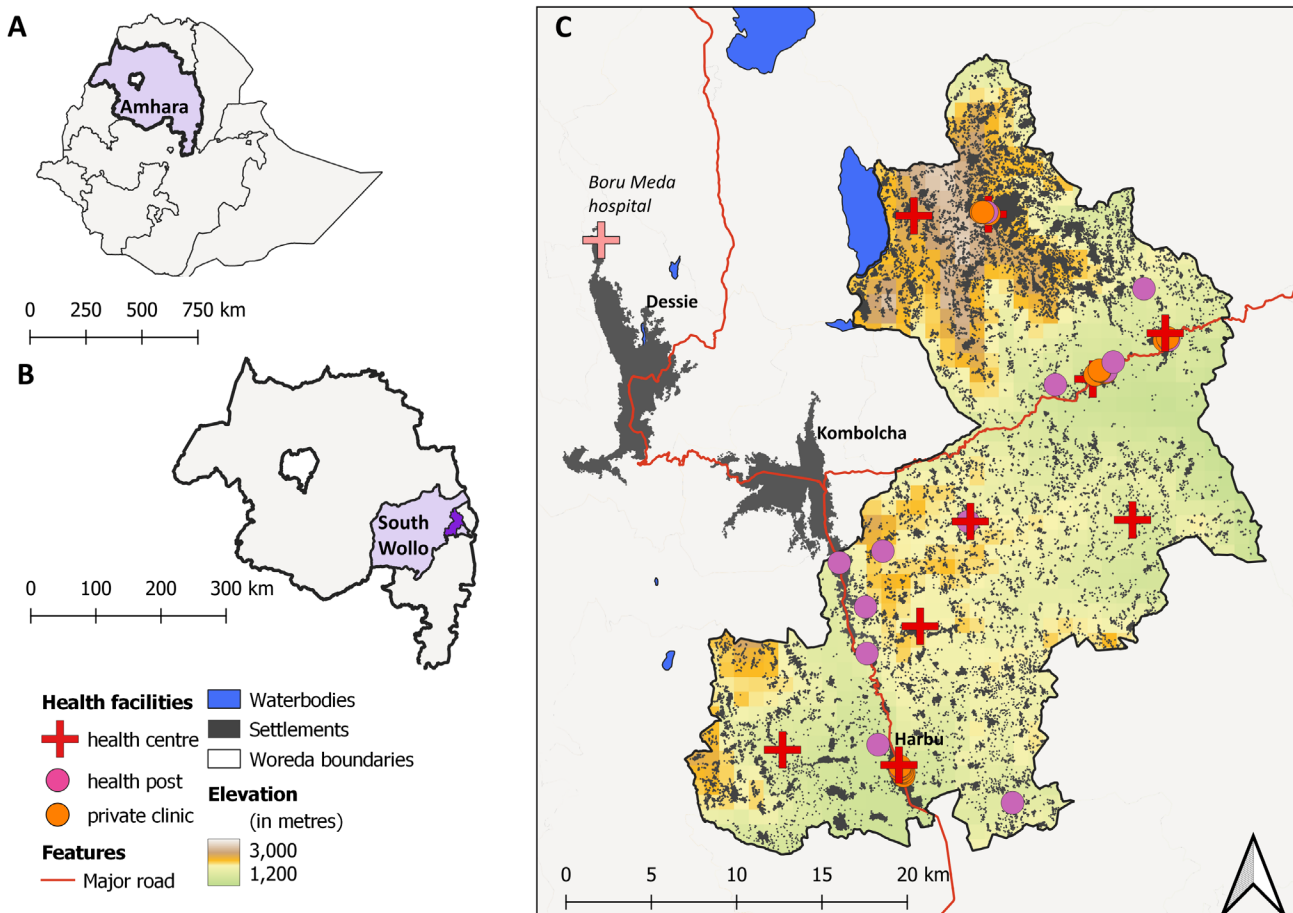 A
Amhara
0 250 500 750 km
B
South
Wollo
0 100 200 300 km
Health facilities
health centre
health post
private clinic
Features
Major road
Waterbodies
Settlements
Woreda boundaries
Elevation
(in metres)
3,000
1,200
C
Boru Meda
hospital
Dessie
Kombolcha
Harbu
0 5 10 15 20 km